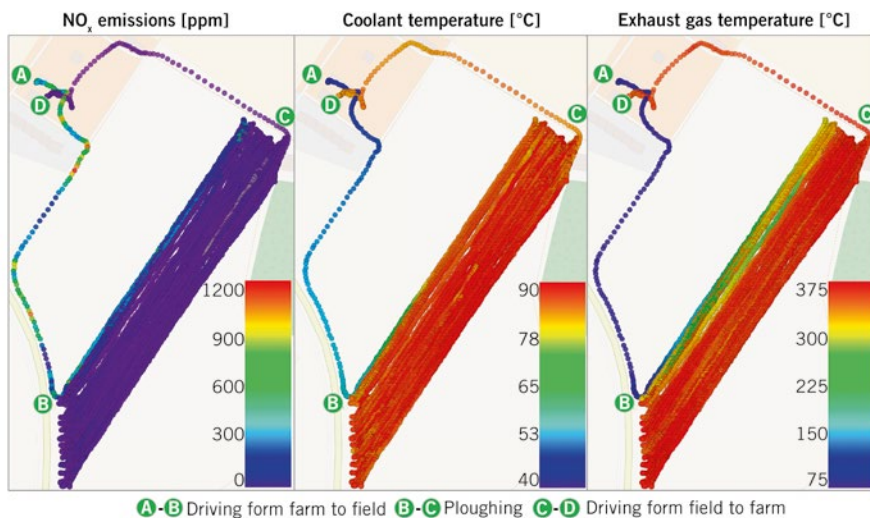 NOx emissions [ppm]
Coolant temperature [°C]
Exhaust gas temperature [°C]
A
D
C
B
1200
900
600
300
0
A
D
C
B
90
78
65
53
40
A
D
C
B
375
300
225
150
75
A-B Driving form farm to field B-C Ploughing C-D Driving form field to farm